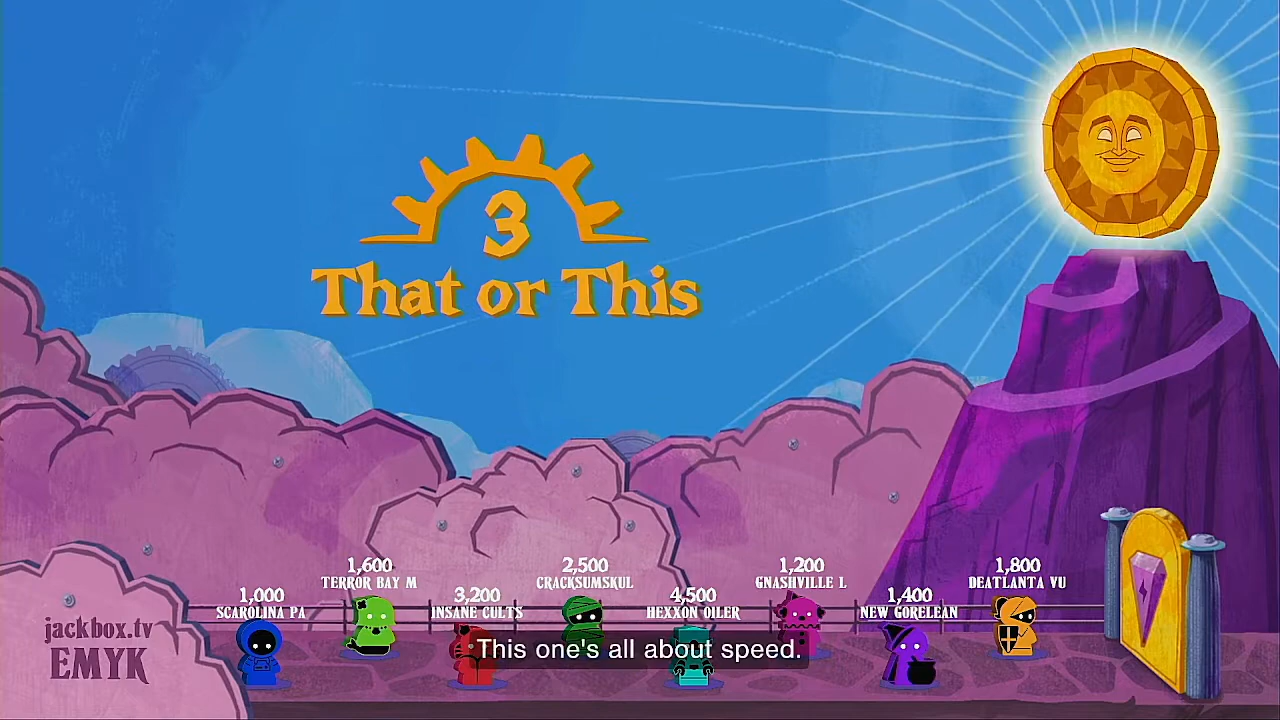 3
That or This
1,600
TERROR BAY M
2,500
CRACKSUMSKUL
1,200
GNASHVILLE L
1,800
DEATLANTA VU
1,000
SCAROLINA PA
3,200
INSANE CULTS
4,500
HEXXON OILER
1,400
NEW GORELEAN
jackbox.tv
EMYK
This one's all about speed.